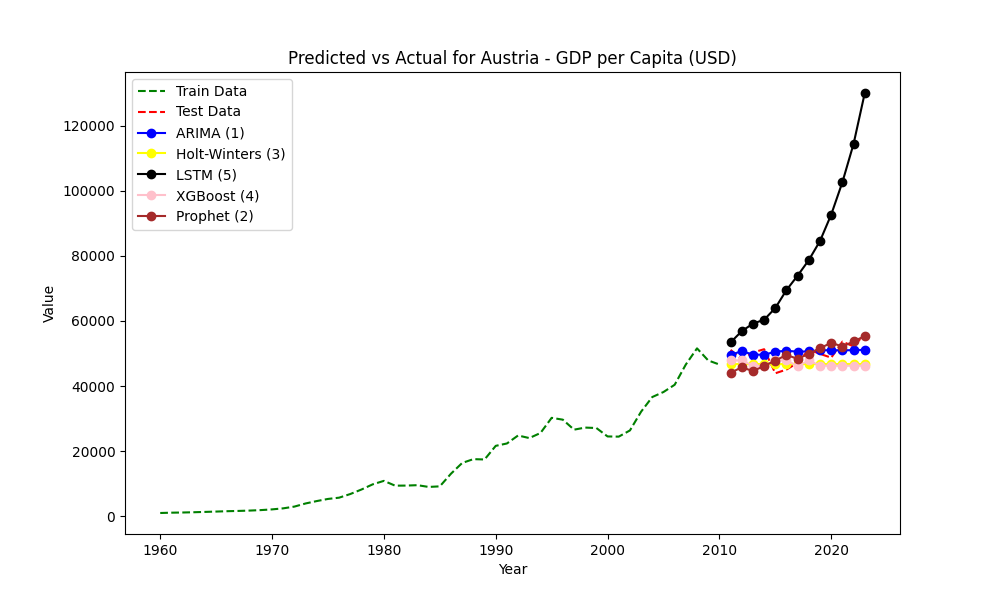 Predicted vs Actual for Austria - GDP per Capita (USD)
Train Data
Test Data
ARIMA (1)
Holt-Winters (3)
LSTM (5)
XGBoost (4)
Prophet (2)
120000
100000
80000
60000
40000
20000
0
Value
1960 1970 1980 1990 2000 2010 2020
Year